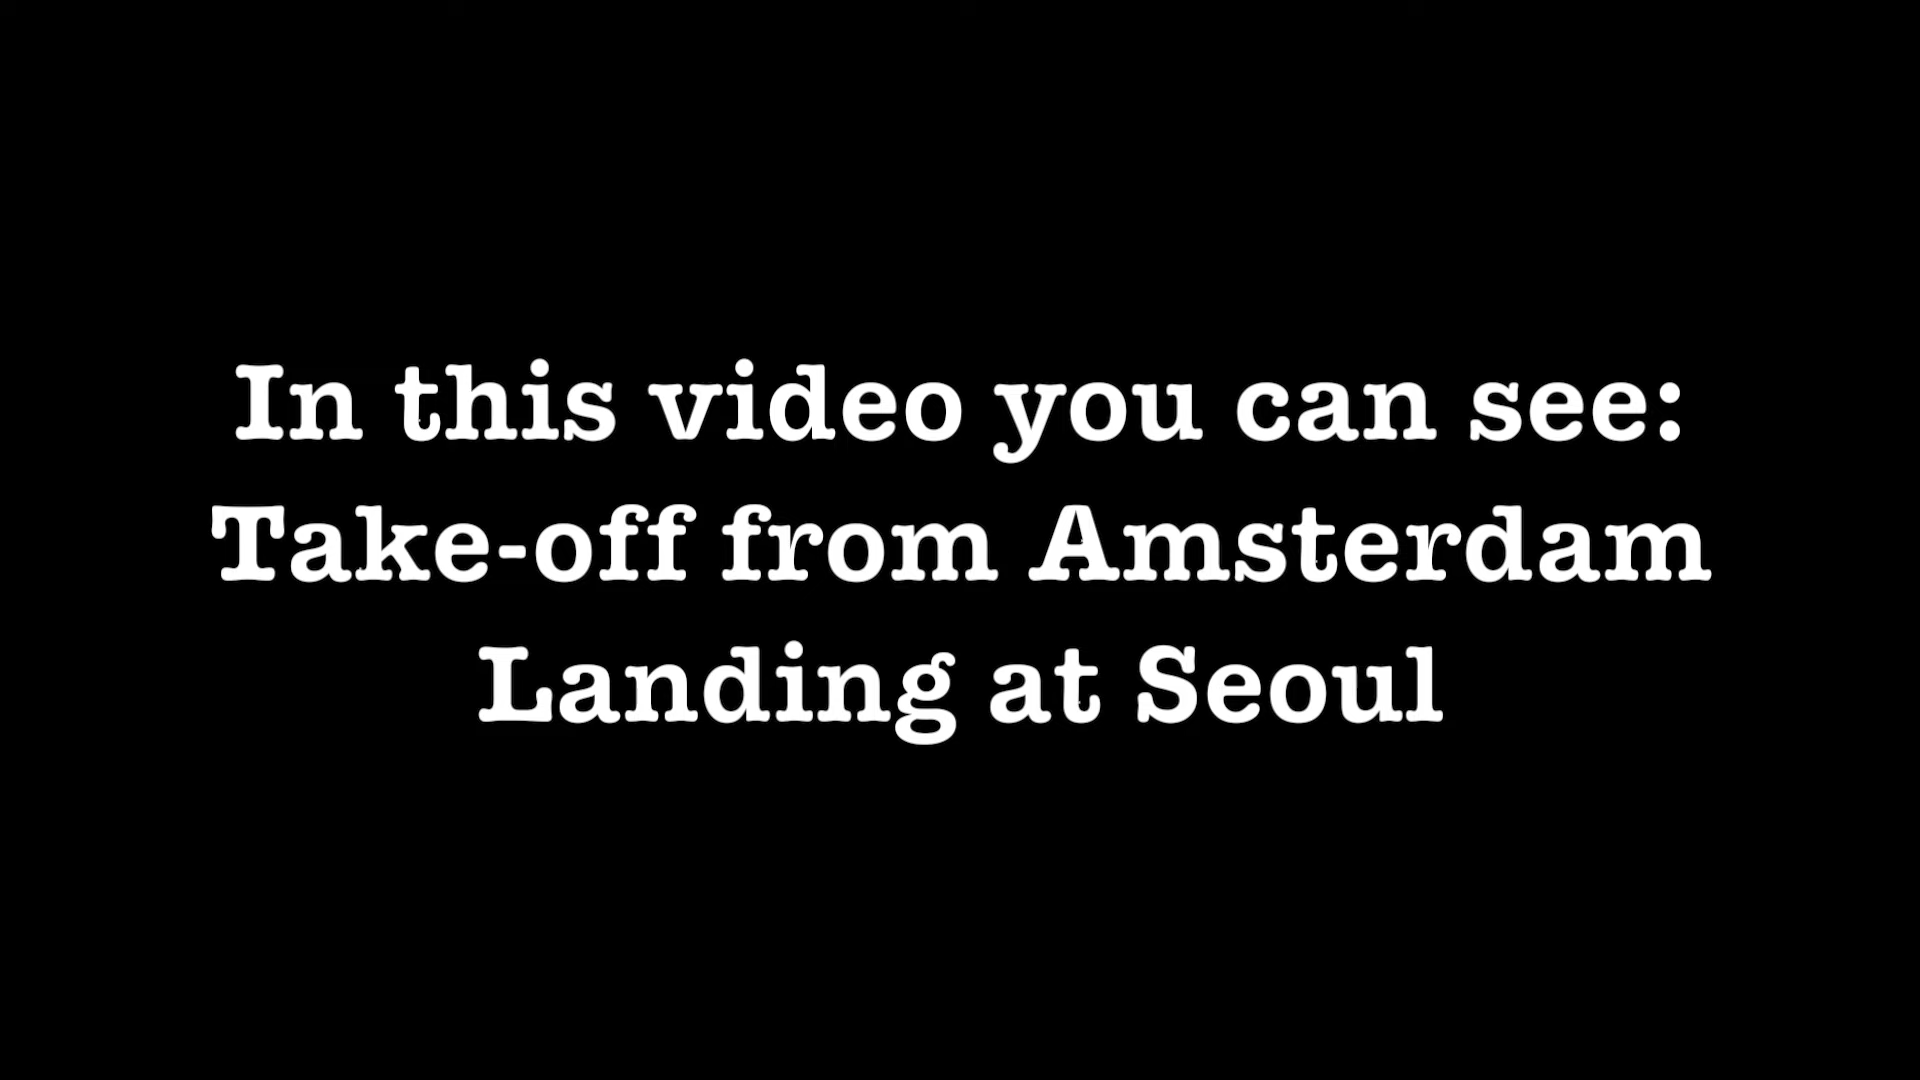 In this video you can see:
Take-off from Amsterdam
Landing at Seoul